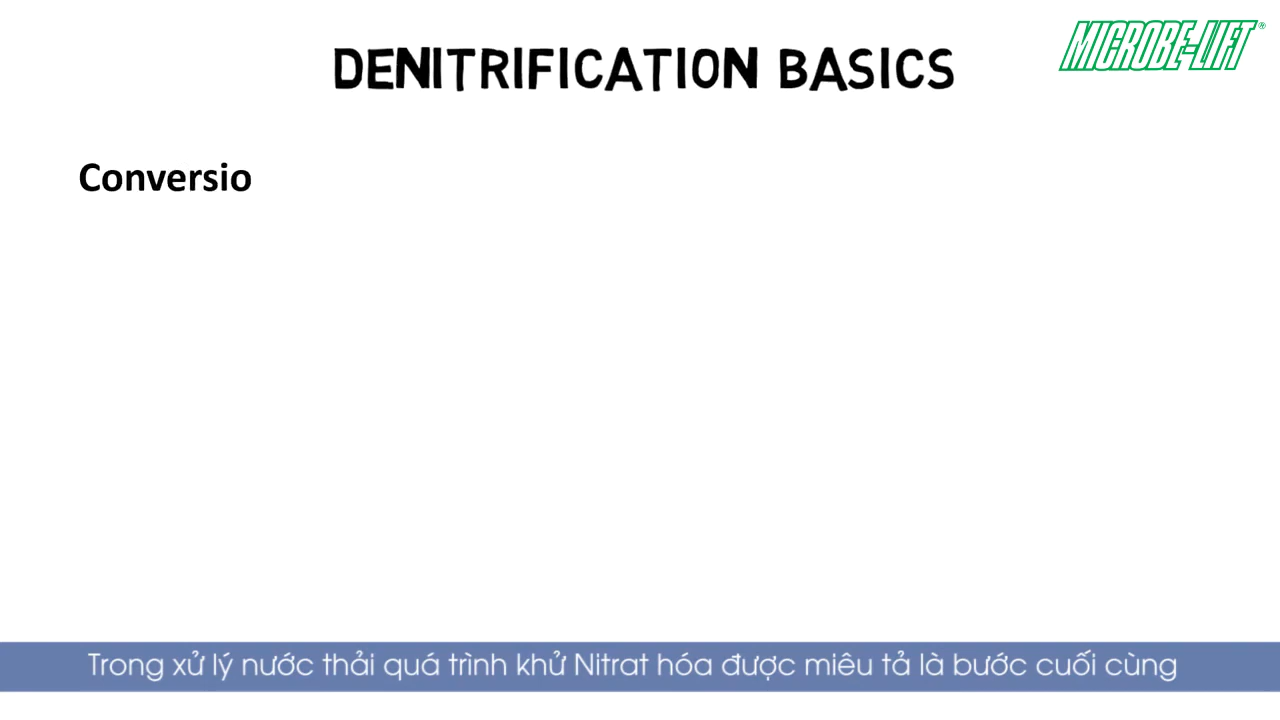 MICROBE-LIFT®
DENITRIFICATION BASICS
Conversio
Trong xử lý nước thải quá trình khử Nitrat hóa được miêu tả là bước cuối cùng